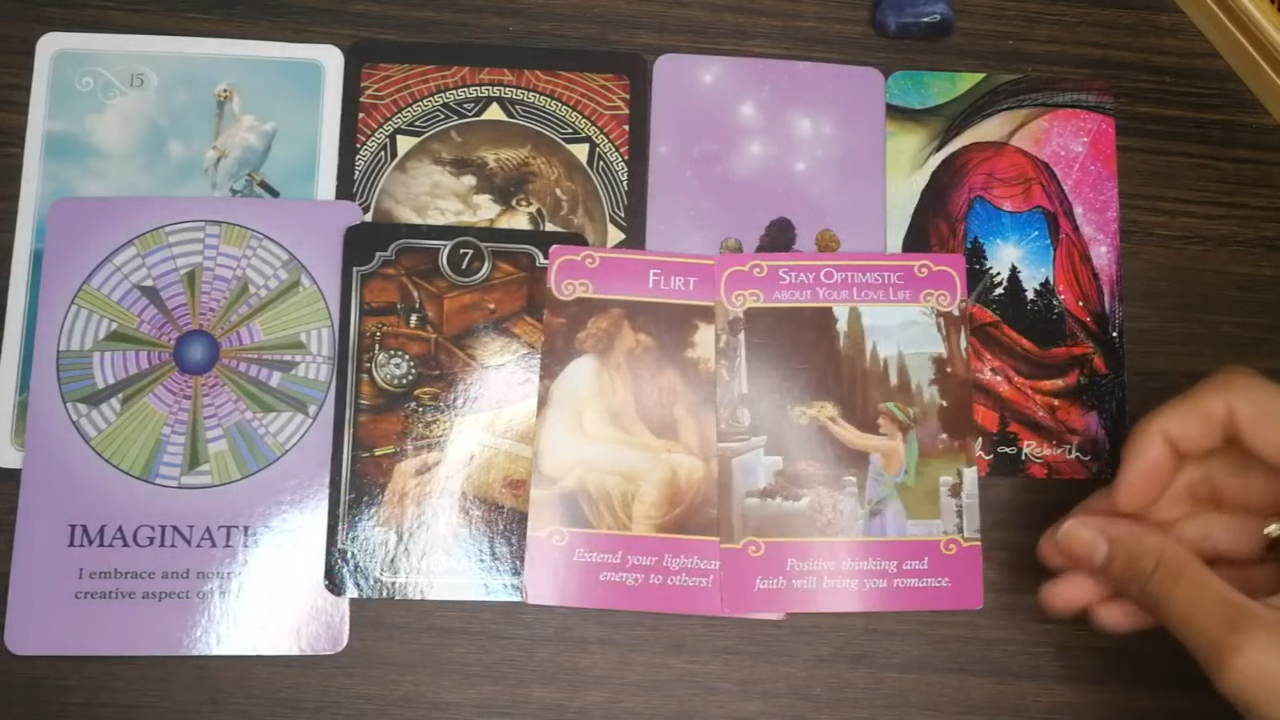 15
7
FLIRT
STAY OPTIMISTIC
ABOUT YOUR LOVE LIFE
∞ Rebirth
IMAGINATI
I embrace and nour
creative aspect of
Extend your lighthear
energy to others!
Positive thinking and
faith will bring you romance.